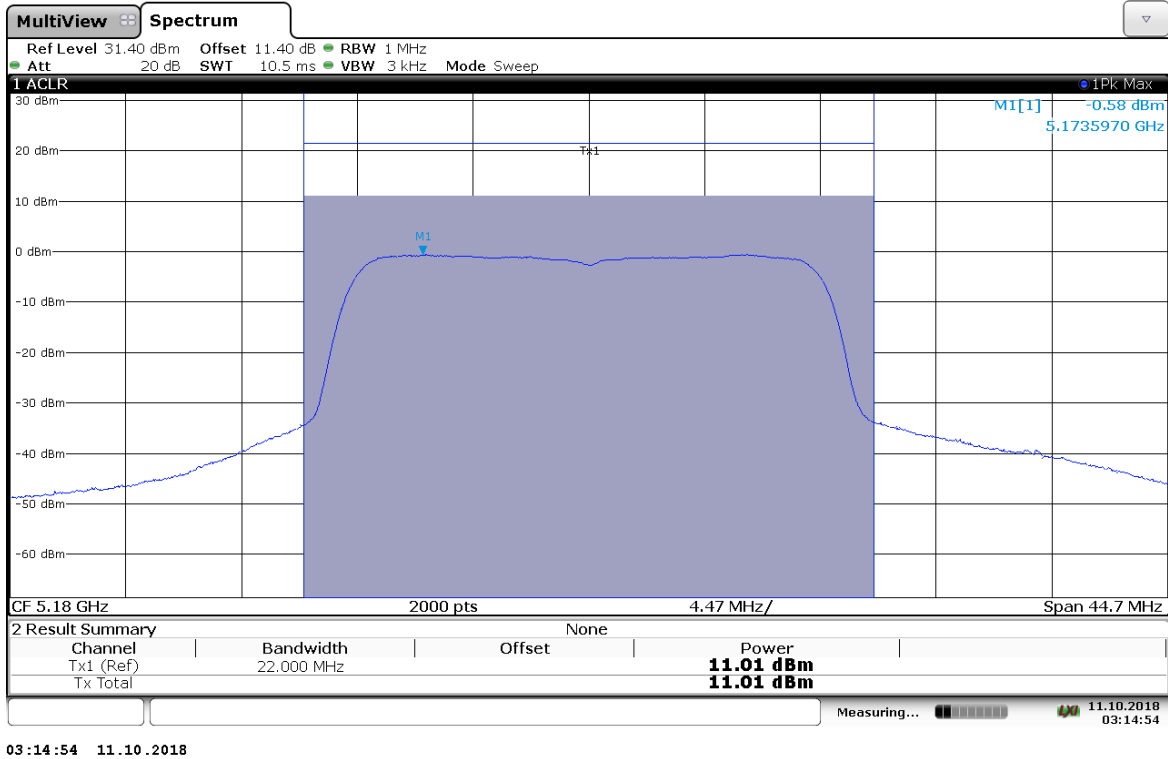 MultiView Spectrum
Ref Level 31.40 dBm Offset 11.40 dB RBW 1 MHz
Att 20 dB SWT 10.5 ms VBW 3 kHz Mode Sweep
1 ACLR 1Pk Max
30 dBm
M1[1] -0.58 dBm
5.1735970 GHz
20 dBm
Tx1
10 dBm
M1
0 dBm
-10 dBm
-20 dBm
-30 dBm
-40 dBm
-50 dBm
-60 dBm
CF 5.18 GHz 2000 pts 4.47 MHz/ Span 44.7 MHz
2 Result Summary None
Channel Bandwidth Offset Power
Tx1 (Ref) 22.000 MHz 11.01 dBm
Tx Total 11.01 dBm
Measuring... LXI 11.10.2018
03:14:54
03:14:54 11.10.2018